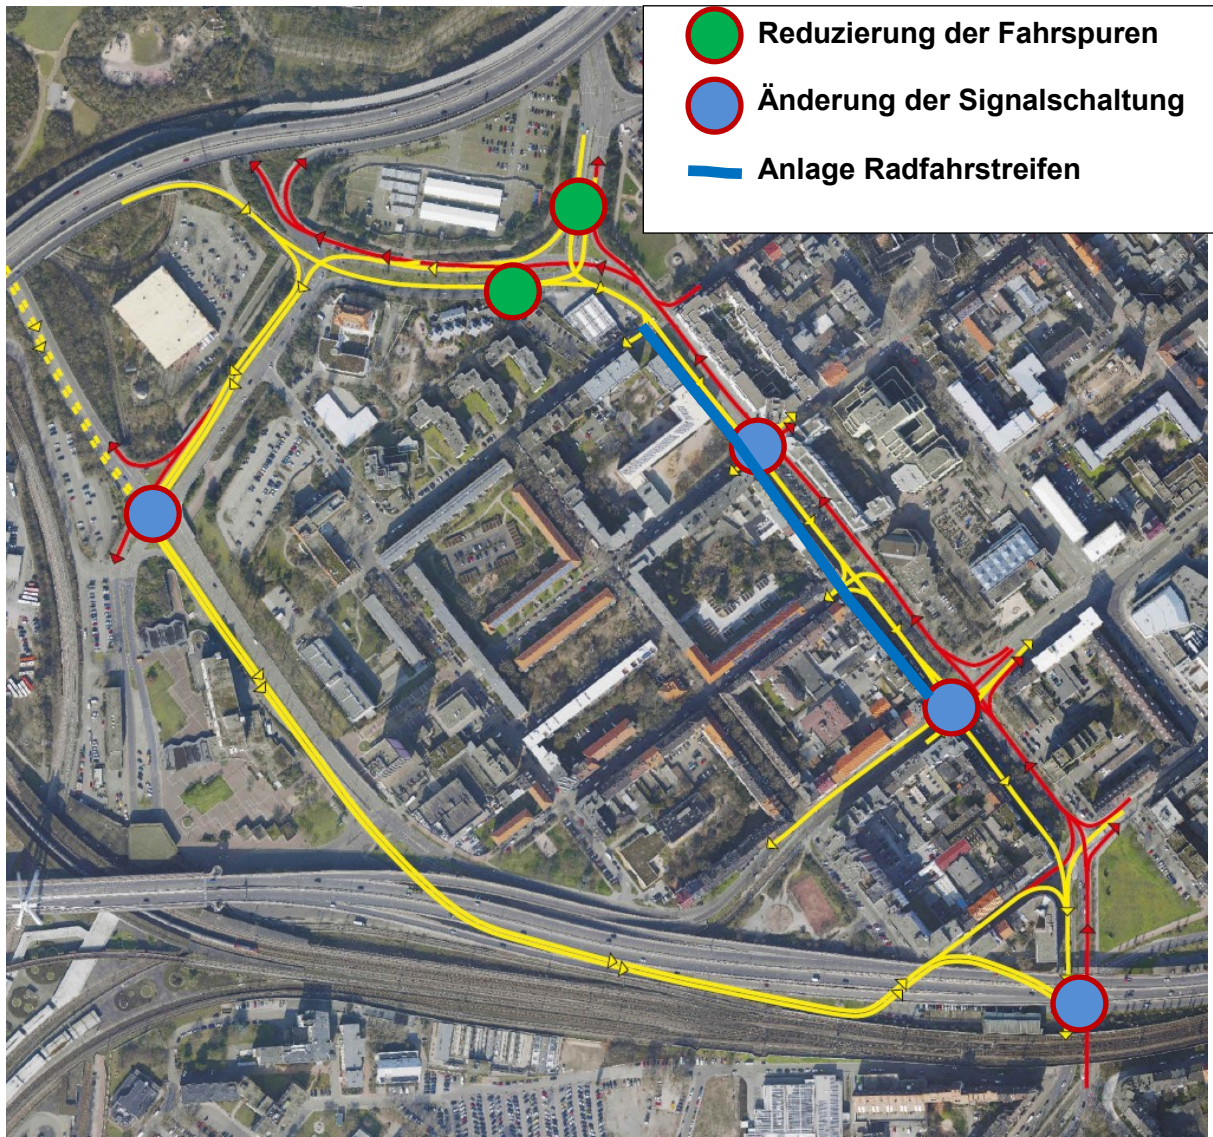 Reduzierung der Fahrspuren
Änderung der Signalschaltung
Anlage Radfahrstreifen